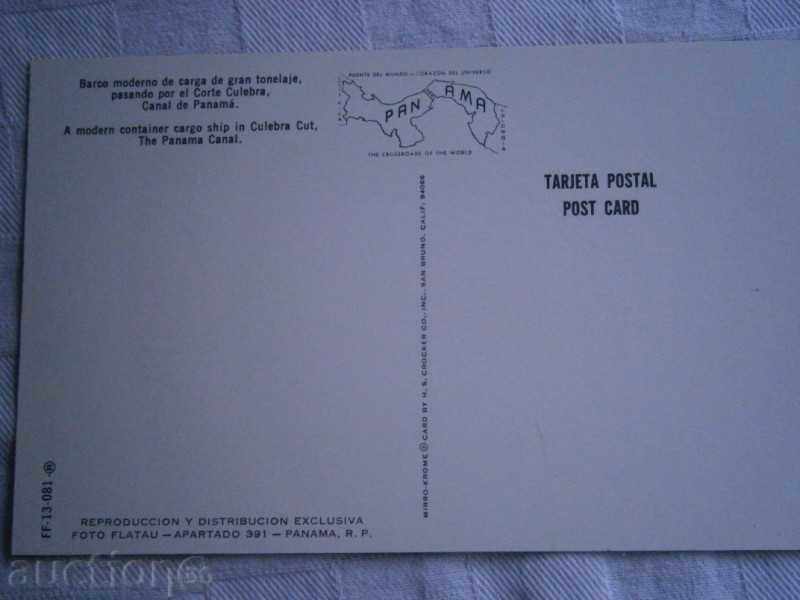 Barco moderno de carga de gran tonelaje,
pasando por el Corte Culebra,
Canal de Panamá.
A modern container cargo ship in Culebra Cut,
The Panama Canal.
PUENTE DEL MUNDO — CORAZON DEL UNIVERSO
PAN AMA
THE CRUSSROADS OF THE WORLD
TARJETA POSTAL
POST CARD
MIRRO-KROME ® CARD BY H. S. CROCKER CO., INC., SAN BRUNO, CALIF. 94066
FF-13-081 ®
REPRODUCCION Y DISTRIBUCION EXCLUSIVA
FOTO FLATAU — APARTADO 391 — PANAMA, R. P.
auction